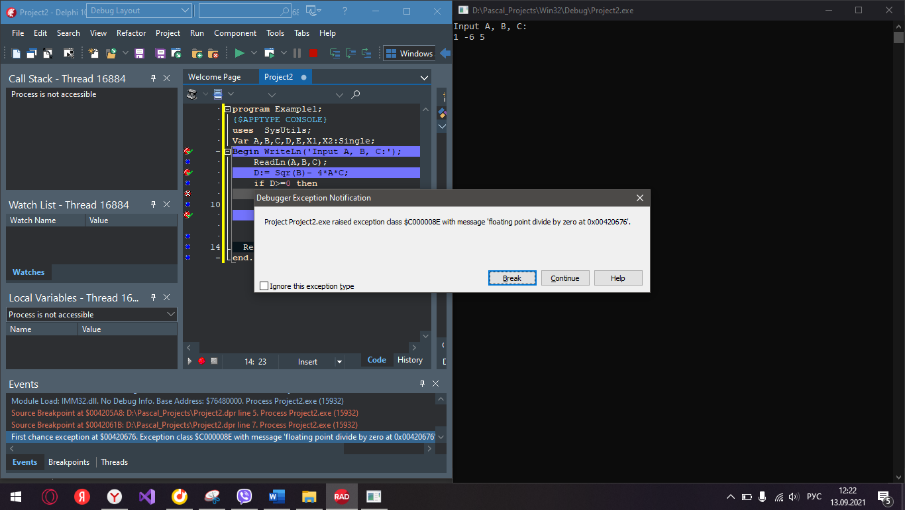 Project2 - Delphi 10
Debug Layout
D:\Pascal_Projects\Win32\Debug\Project2.exe
File Edit Search View Refactor Project Run Component Tools Tabs Help
Windows
Input A, B, C:
1 -6 5
Call Stack - Thread 16884
Process is not accessible
Watch List - Thread 16884
Watch Name Value
Watches
Local Variables - Thread 16...
Process is not accessible
Name Value
Welcome Page Project2
program Example1;
{$APPTYPE CONSOLE}
uses SysUtils;
Var A,B,C,D,E,X1,X2:Single;
Begin WriteLn('Input A, B, C:');
ReadLn(A,B,C);
D:= Sqr(B)- 4*A*C;
if D>=0 then
10
14 Re
end.
14: 23 Insert Code History
Debugger Exception Notification
Project Project2.exe raised exception class $C000008E with message 'floating point divide by zero at 0x00420676'.
Break Continue Help
Ignore this exception type
Events
Module Load: IMM32.dll. No Debug Info. Base Address: $76480000. Process Project2.exe (15932)
Source Breakpoint at $004205A8: D:\Pascal_Projects\Project2.dpr line 5. Process Project2.exe (15932)
Source Breakpoint at $0042061B: D:\Pascal_Projects\Project2.dpr line 7. Process Project2.exe (15932)
First chance exception at $00420676. Exception class $C000008E with message 'floating point divide by zero at 0x00420676'
Events Breakpoints Threads
RAD
РУС
12:22
13.09.2021
5